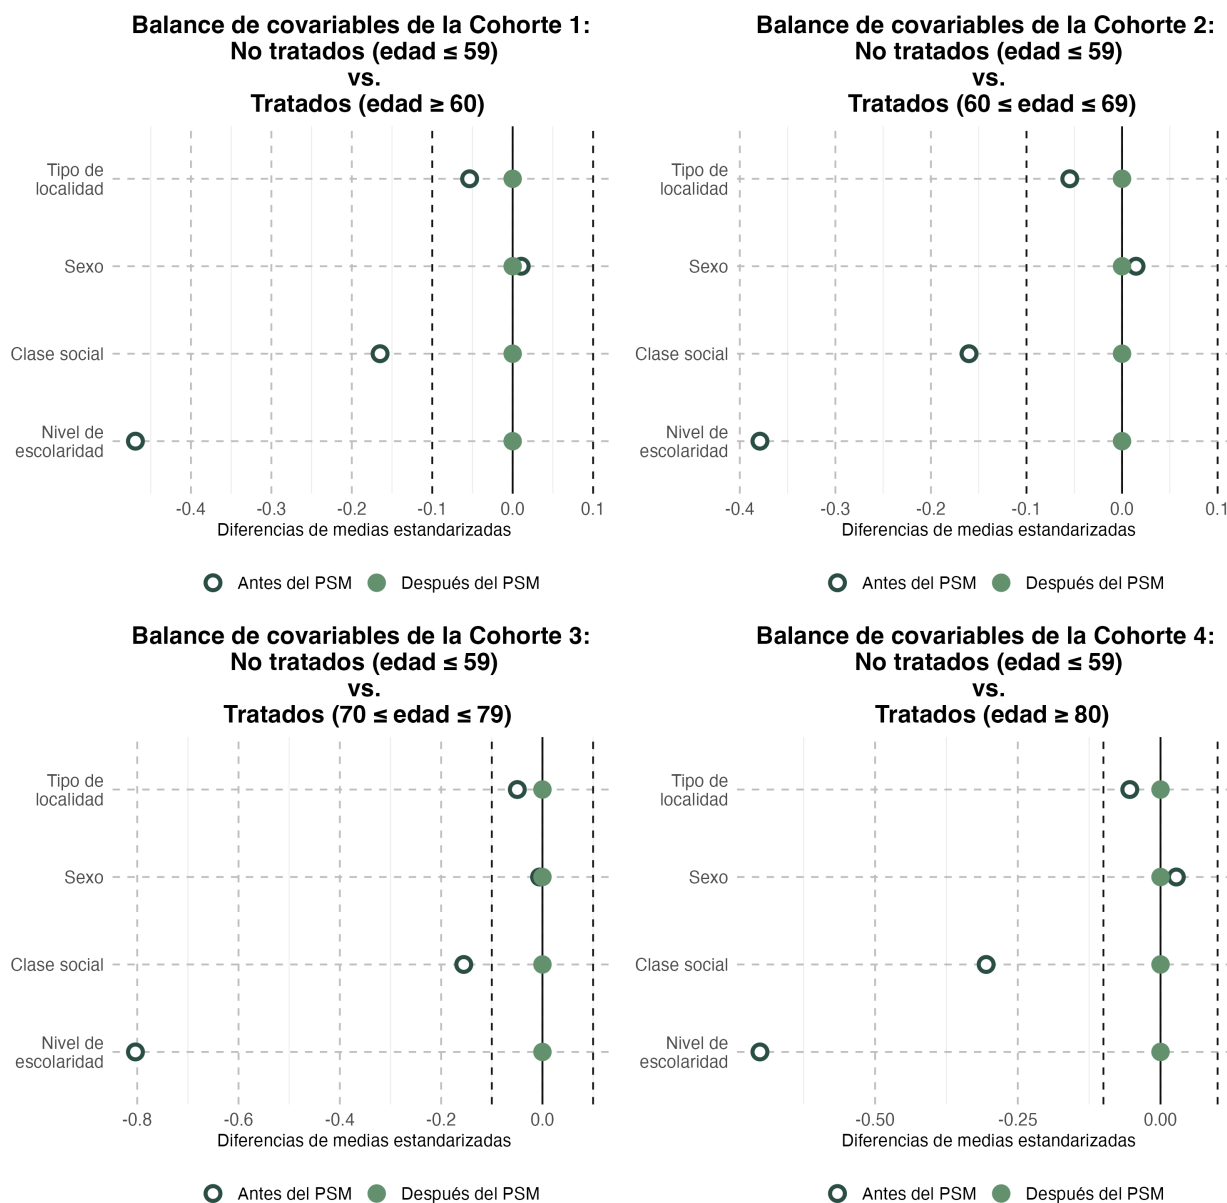 Balance de covariables de la Cohorte 1:
No tratados (edad ≤ 59)
vs.
Tratados (edad ≥ 60)
Tipo de
localidad
Sexo
Clase social
Nivel de
escolaridad
-0.4 -0.3 -0.2 -0.1 0.0 0.1
Diferencias de medias estandarizadas
Antes del PSM Después del PSM
Balance de covariables de la Cohorte 2:
No tratados (edad ≤ 59)
vs.
Tratados (60 ≤ edad ≤ 69)
Tipo de
localidad
Sexo
Clase social
Nivel de
escolaridad
-0.4 -0.3 -0.2 -0.1 0.0 0.1
Diferencias de medias estandarizadas
Antes del PSM Después del PSM
Balance de covariables de la Cohorte 3:
No tratados (edad ≤ 59)
vs.
Tratados (70 ≤ edad ≤ 79)
Tipo de
localidad
Sexo
Clase social
Nivel de
escolaridad
-0.8 -0.6 -0.4 -0.2 0.0
Diferencias de medias estandarizadas
Antes del PSM Después del PSM
Balance de covariables de la Cohorte 4:
No tratados (edad ≤ 59)
vs.
Tratados (edad ≥ 80)
Tipo de
localidad
Sexo
Clase social
Nivel de
escolaridad
-0.50 -0.25 0.00
Diferencias de medias estandarizadas
Antes del PSM Después del PSM